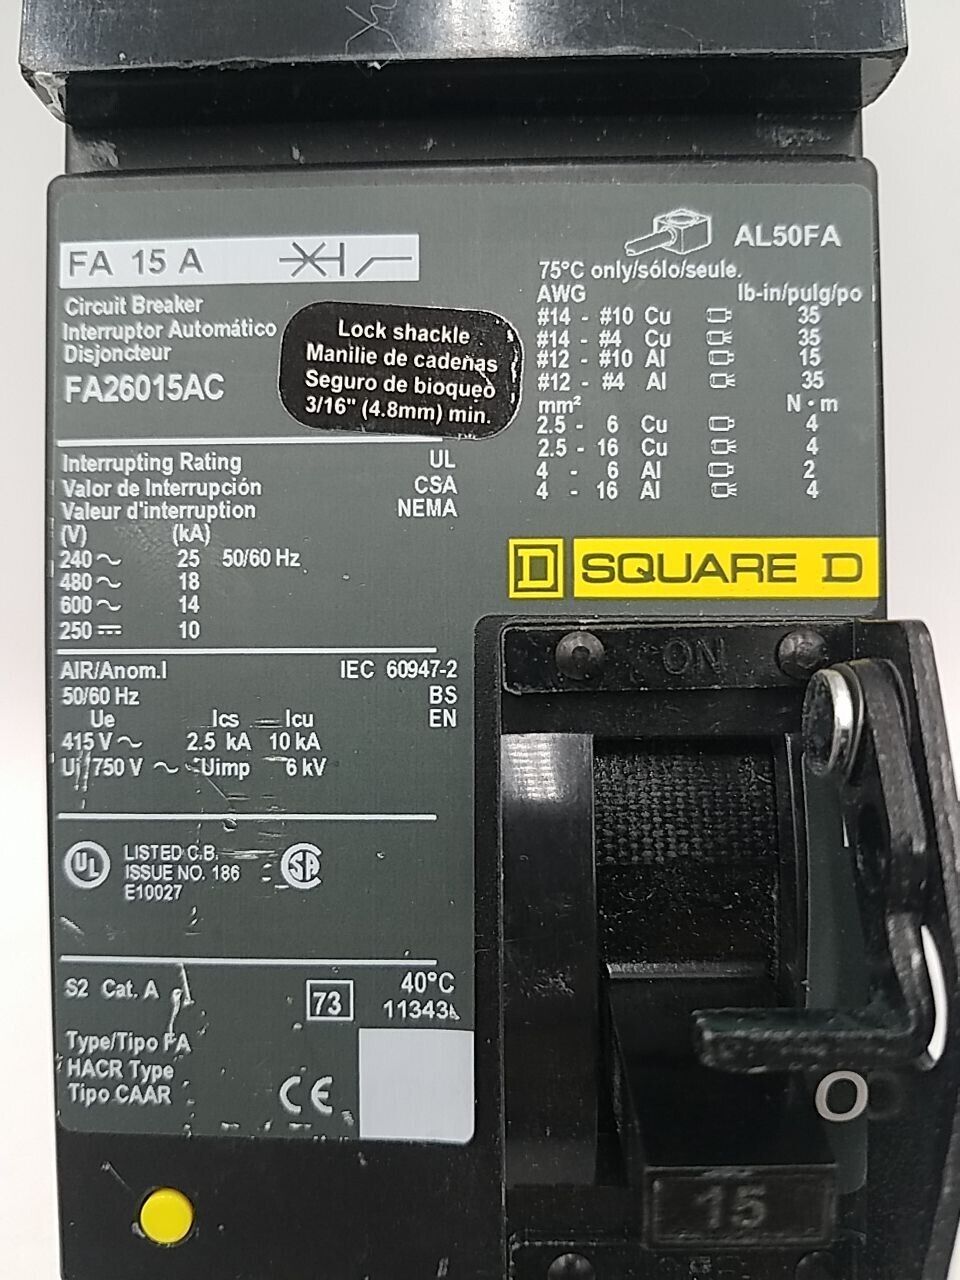 FA 15 A
Circuit Breaker
Interruptor Automático
Disjoncteur
FA26015AC
Lock shackle
Manilie de cadenas
Seguro de bioqueo
3/16" (4.8mm) min.
Interrupting Rating UL
Valor de Interrupción CSA
Valeur d'interruption NEMA
(V) (kA)
240 25 50/60 Hz
480 18
600 14
250 10
AIR/Anom.I IEC 60947-2
50/60 Hz BS
Ue Ics Icu EN
415 V 2.5 kA 10 kA
Ui 750 V Uimp 6 kV
UL LISTED C.B.
ISSUE NO. 186
E10027
SA
S2 Cat. A 73 40°C
11343
Type/Tipo FA
HACR Type
Tipo CAAR
CE
AL50FA
75°C only/sólo/seule.
AWG lb-in/pulg/po
#14 - #10 Cu 35
#14 - #4 Cu 35
#12 - #10 Al 15
#12 - #4 Al 35
mm² N·m
2.5 - 6 Cu 4
2.5 - 16 Cu 4
4 - 6 Al 2
4 - 16 Al 4
D SQUARE D
ON
O
15